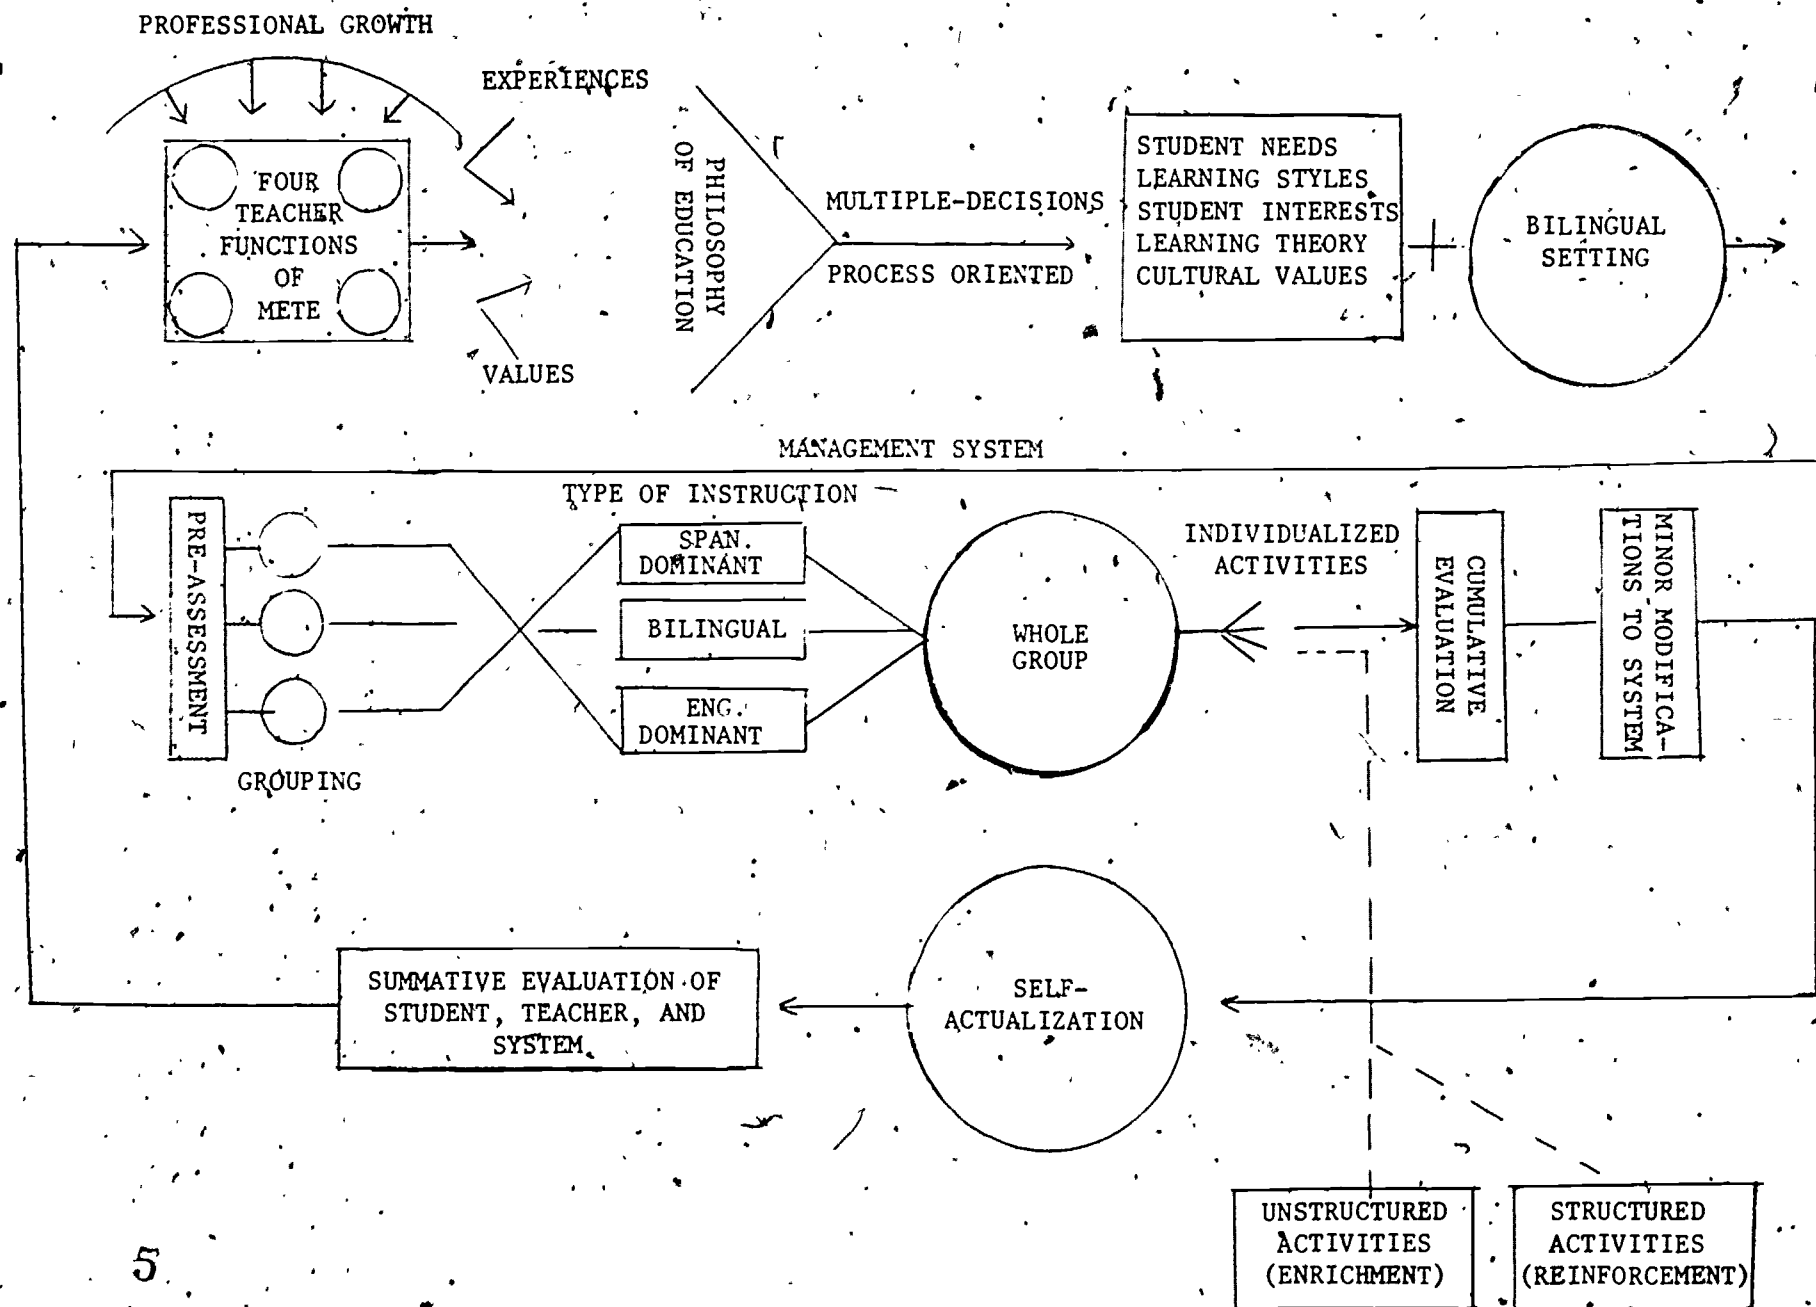 PROFESSIONAL GROWTH
EXPERIENCES
FOUR
TEACHER
FUNCTIONS
OF
METE
VALUES
PHILOSOPHY
OF EDUCATION
MULTIPLE-DECISIONS
PROCESS ORIENTED
STUDENT NEEDS
LEARNING STYLES
STUDENT INTERESTS
LEARNING THEORY
CULTURAL VALUES
BILINGUAL
SETTING
MANAGEMENT SYSTEM
TYPE OF INSTRUCTION
PRE-ASSESSMENT
GROUPING
SPAN.
DOMINANT
BILINGUAL
ENG.
DOMINANT
WHOLE
GROUP
INDIVIDUALIZED
ACTIVITIES
CUMULATIVE
EVALUATION
MINOR MODIFICA-
TIONS TO SYSTEM
SELF-
ACTUALIZATION
SUMMATIVE EVALUATION OF
STUDENT, TEACHER, AND
SYSTEM
UNSTRUCTURED
ACTIVITIES
(ENRICHMENT)
STRUCTURED
ACTIVITIES
(REINFORCEMENT)
5